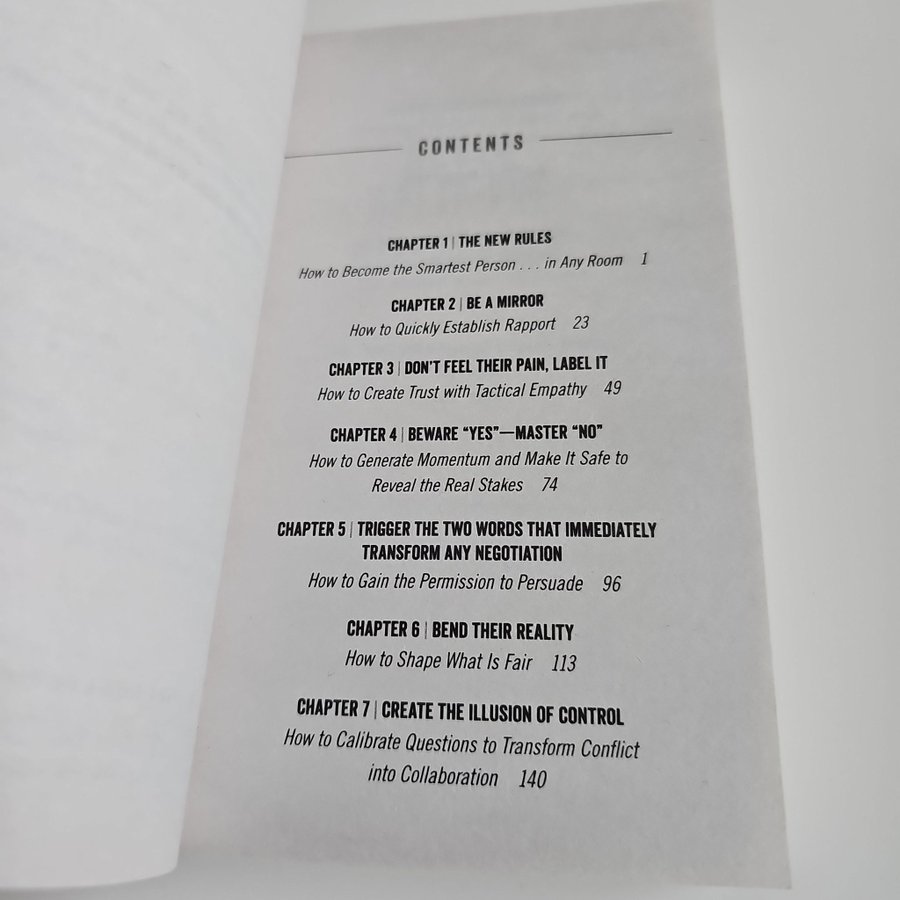 CONTENTS
CHAPTER 1 | THE NEW RULES
How to Become the Smartest Person . . . in Any Room 1
CHAPTER 2 | BE A MIRROR
How to Quickly Establish Rapport 23
CHAPTER 3 | DON'T FEEL THEIR PAIN, LABEL IT
How to Create Trust with Tactical Empathy 49
CHAPTER 4 | BEWARE “YES”—MASTER “NO”
How to Generate Momentum and Make It Safe to
Reveal the Real Stakes 74
CHAPTER 5 | TRIGGER THE TWO WORDS THAT IMMEDIATELY
TRANSFORM ANY NEGOTIATION
How to Gain the Permission to Persuade 96
CHAPTER 6 | BEND THEIR REALITY
How to Shape What Is Fair 113
CHAPTER 7 | CREATE THE ILLUSION OF CONTROL
How to Calibrate Questions to Transform Conflict
into Collaboration 140